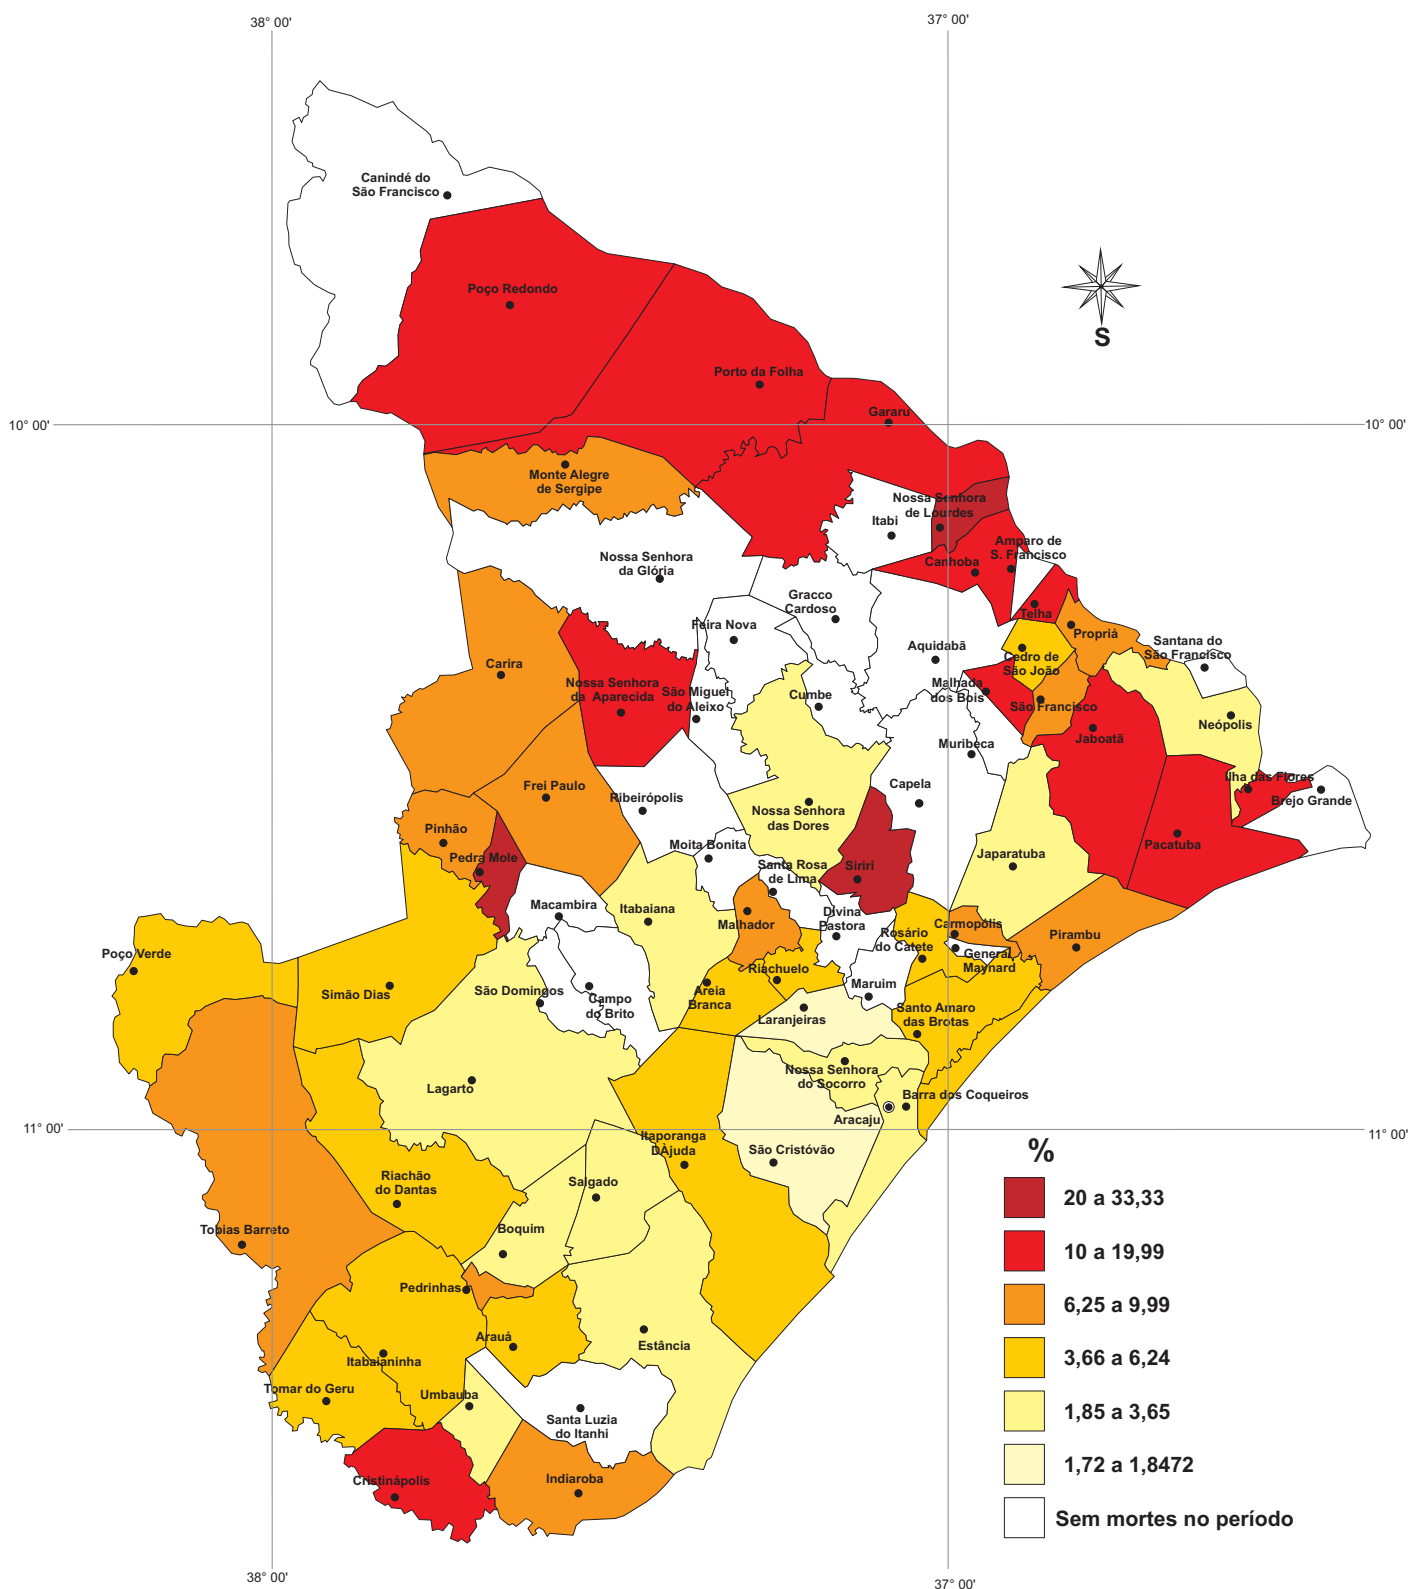 38° 00'
37° 00'
Canindé do
São Francisco
Poço Redondo
S
Porto da Folha
Gararu
10° 00'
10° 00'
Monte Alegre
de Sergipe
Nossa Senhora
de Lourdes
Itabi
Amparo de
S. Francisco
Canhoba
Nossa Senhora
da Glória
Gracco
Cardoso
Telha
Feira Nova
Propriá
Santana do
São Francisco
Aquidabã
Cedro de
São João
Carira
Nossa Senhora
da Aparecida
São Miguel
do Aleixo
Cumbe
Malhada
dos Bois
São Francisco
Neópolis
Jaboatã
Muribeca
Ilha das Flores
Brejo Grande
Frei Paulo
Ribeirópolis
Capela
Nossa Senhora
das Dores
Pinhão
Moita Bonita
Pacatuba
Pedra Mole
Santa Rosa
de Lima
Siriri
Japaratuba
Macambira
Itabaiana
Malhador
Divina
Pastora
Rosário
do Catete
Carmopólis
Pirambu
General
Maynard
Poço Verde
Simão Dias
São Domingos
Campo
do Brito
Areia
Branca
Riachuelo
Maruim
Laranjeiras
Santo Amaro
das Brotas
Lagarto
Nossa Senhora
do Socorro
Barra dos Coqueiros
Aracaju
11° 00'
11° 00'
Itaporanga
DÀjuda
São Cristóvão
Riachão
do Dantas
Salgado
Tobias Barreto
Boquim
Pedrinhas
Arauá
Estância
Itabaianinha
Tomar do Geru
Umbauba
Santa Luzia
do Itanhi
Cristinápolis
Indiaroba
%
20 a 33,33
10 a 19,99
6,25 a 9,99
3,66 a 6,24
1,85 a 3,65
1,72 a 1,8472
Sem mortes no período
38° 00'
37° 00'